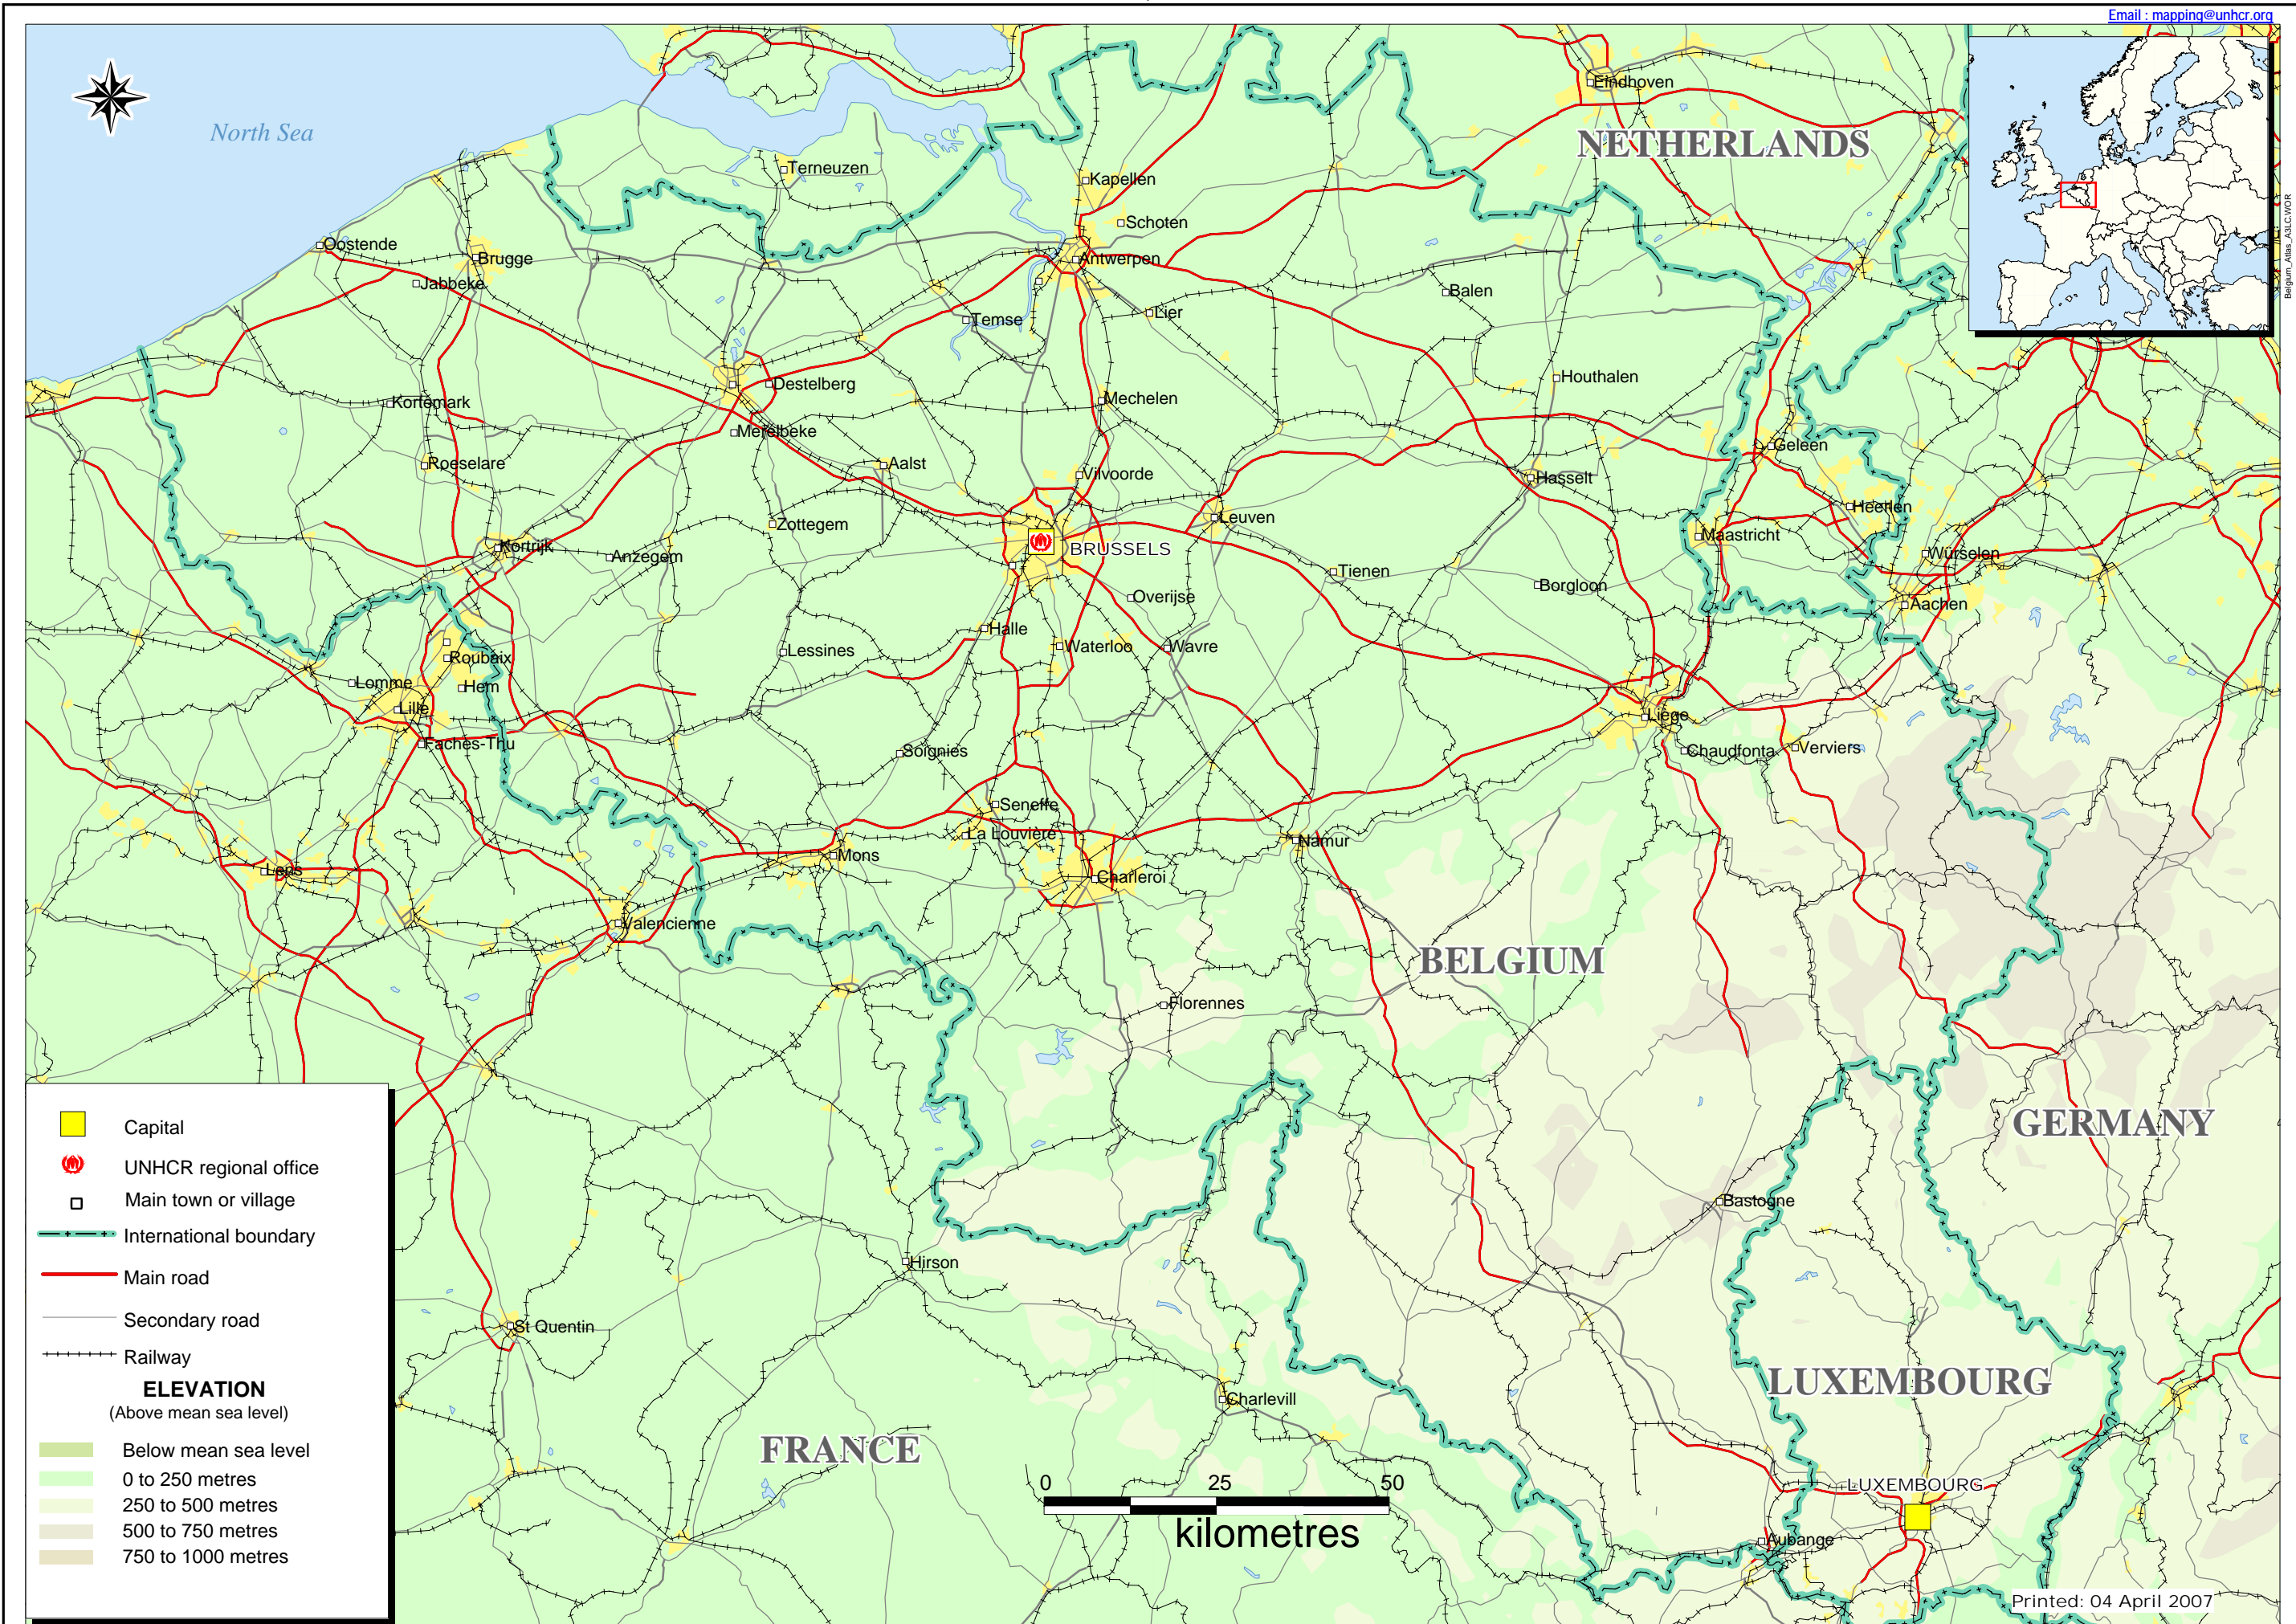 Email : mapping@unhcr.org
North Sea
Eindhoven
NETHERLANDS
Terneuzen
Kapellen
Schoten
Oostende
Brugge
Antwerpen
Jabbeke
Balen
Temse
Lier
Belgium_Atlas_A3LC.WOR
Destelberg
Houthalen
Kortemark
Mechelen
Merelbeke
Geleen
Roeselare
Aalst
Vilvoorde
Hasselt
Heerlen
Zottegem
Leuven
Maastricht
Kortrijk
BRUSSELS
Anzegem
Würselen
Tienen
Borgloon
Overijse
Aachen
Halle
Waterloo
Wavre
Lessines
Roubaix
Lomme
Hem
Lille
Liège
Faches-Thu
Soignies
Chaudfonta
Verviers
Seneffe
La Louvière
Namur
Mons
Lens
Charleroi
Valencienne
BELGIUM
Florennes
GERMANY
Bastogne
Hirson
St Quentin
LUXEMBOURG
Charlevill
FRANCE
LUXEMBOURG
Aubange
Capital
UNHCR regional office
Main town or village
International boundary
Main road
Secondary road
Railway
ELEVATION
(Above mean sea level)
Below mean sea level
0 to 250 metres
250 to 500 metres
500 to 750 metres
750 to 1000 metres
0 25 50
kilometres
Printed: 04 April 2007